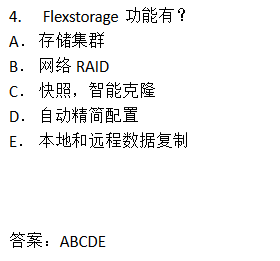 4. Flexstorage 功能有？
A. 存储集群
B. 网络 RAID
C. 快照，智能克隆
D. 自动精简配置
E. 本地和远程数据复制
答案：ABCDE